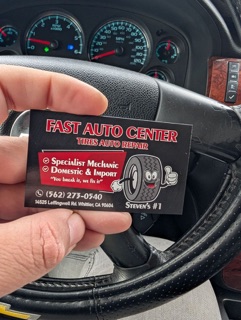 FAST AUTO CENTER
TIRES AUTO REPAIR
Specialist Mechanic
Domestic & Import
"You break it, we fix it"
(562) 273-0540
14525 Leffingwell Rd. Whittier, CA 90604
STEVEN'S #1